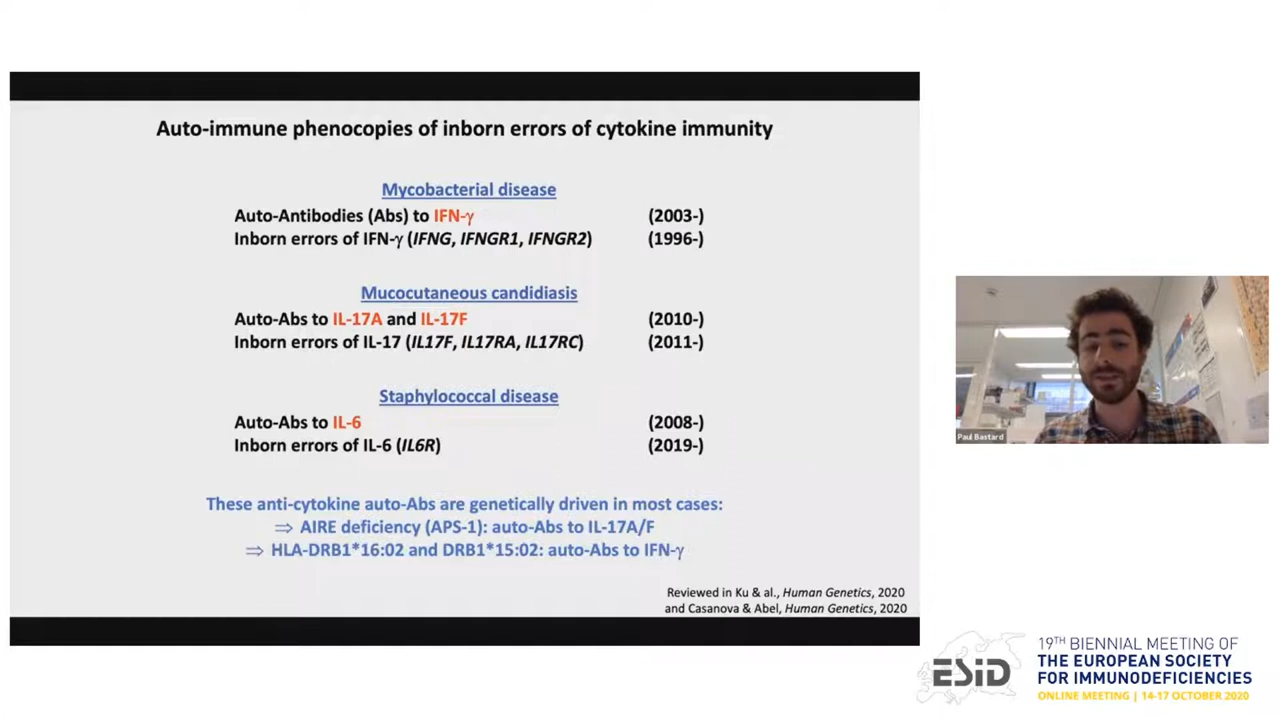 Auto-immune phenocopies of inborn errors of cytokine immunity
Mycobacterial disease
Auto-Antibodies (Abs) to IFN-γ (2003-)
Inborn errors of IFN-γ (IFNG, IFNGR1, IFNGR2) (1996-)
Mucocutaneous candidiasis
Auto-Abs to IL-17A and IL-17F (2010-)
Inborn errors of IL-17 (IL17F, IL17RA, IL17RC) (2011-)
Staphylococcal disease
Auto-Abs to IL-6 (2008-)
Inborn errors of IL-6 (IL6R) (2019-)
These anti-cytokine auto-Abs are genetically driven in most cases:
⇒ AIRE deficiency (APS-1): auto-Abs to IL-17A/F
⇒ HLA-DRB1*16:02 and DRB1*15:02: auto-Abs to IFN-γ
Reviewed in Ku & al., Human Genetics, 2020
and Casanova & Abel, Human Genetics, 2020
Paul Bastard
ESiD
19TH BIENNIAL MEETING OF
THE EUROPEAN SOCIETY
FOR IMMUNODEFICIENCIES
ONLINE MEETING | 14-17 OCTOBER 2020